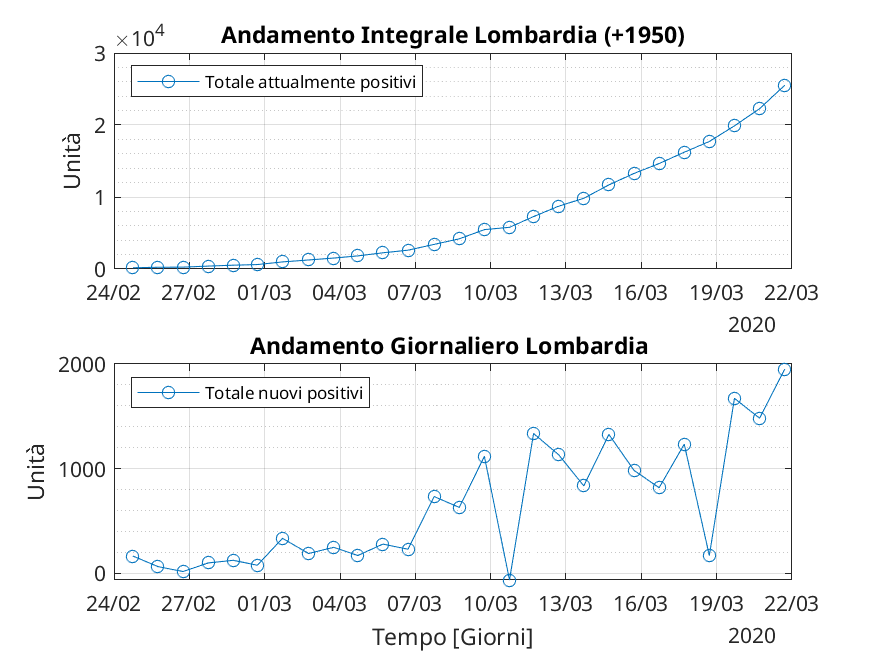 Andamento Integrale Lombardia (+1950)
×10⁴
3
2
1
0
Unità
Totale attualmente positivi
24/02 27/02 01/03 04/03 07/03 10/03 13/03 16/03 19/03 22/03
2020
Andamento Giornaliero Lombardia
2000
1000
0
Unità
Totale nuovi positivi
24/02 27/02 01/03 04/03 07/03 10/03 13/03 16/03 19/03 22/03
Tempo [Giorni]
2020